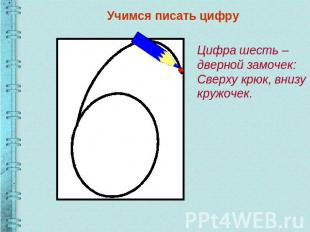 Учимся писать цифру
Цифра шесть –
дверной замочек:
Сверху крюк, внизу
кружочек.
PPt4WEB.ru